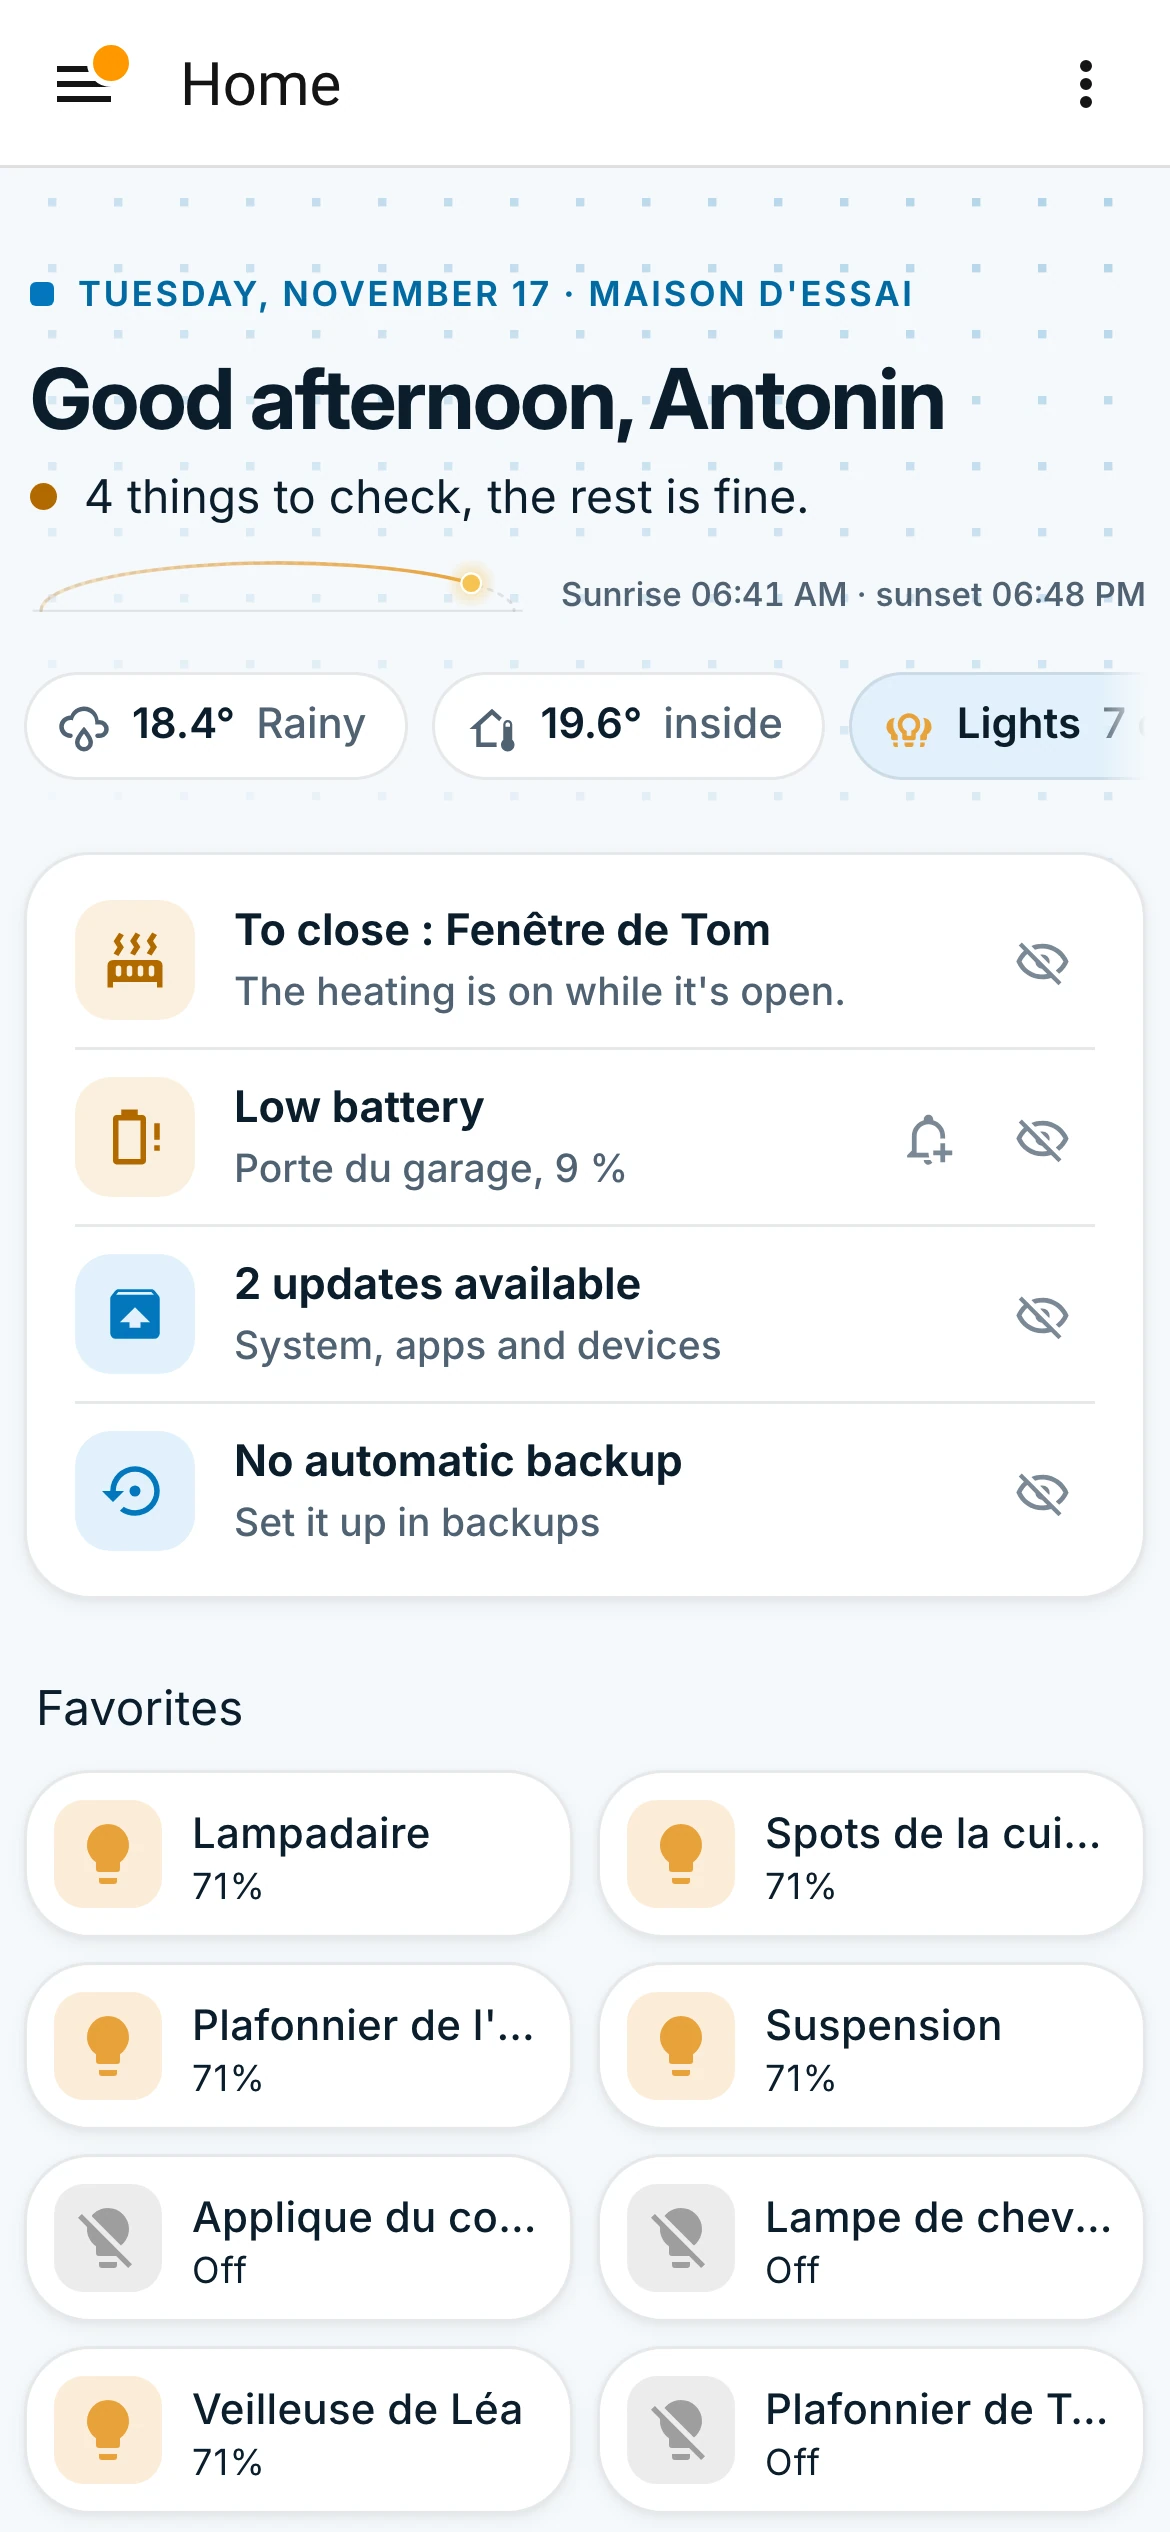 Home
TUESDAY, NOVEMBER 17 · MAISON D'ESSAI
Good afternoon, Antonin
4 things to check, the rest is fine.
Sunrise 06:41 AM · sunset 06:48 PM
18.4° Rainy
19.6° inside
Lights 7
To close : Fenêtre de Tom
The heating is on while it's open.
Low battery
Porte du garage, 9 %
2 updates available
System, apps and devices
No automatic backup
Set it up in backups
Favorites
Lampadaire
71%
Spots de la cui...
71%
Plafonnier de l'...
71%
Suspension
71%
Applique du co...
Off
Lampe de chev...
Off
Veilleuse de Léa
71%
Plafonnier de T...
Off